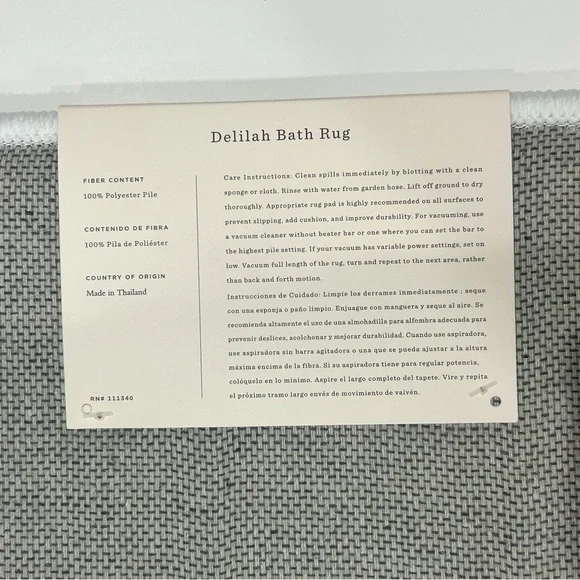 Delilah Bath Rug
FIBER CONTENT
100% Polyester Pile
CONTENIDO DE FIBRA
100% Pila de Poliéster
COUNTRY OF ORIGIN
Made in Thailand
RN# 111340
Care Instructions: Clean spills immediately by blotting with a clean
sponge or cloth. Rinse with water from garden hose. Lift off ground to dry
thoroughly. Appropriate rug pad is highly recommended on all surfaces to
prevent slipping, add cushion, and improve durability. For vacuuming, use
a vacuum cleaner without beater bar or one where you can set the bar to
the highest pile setting. If your vacuum has variable power settings, set on
low. Vacuum full length of the rug, turn and repeat to the next area, rather
than back and forth motion.
Instrucciones de Cuidado: Limpie los derrames inmediatamente ; seque
con una esponja o paño limpio. Enjuague con manguera y seque al aire. Se
recomienda altamente el uso de una almohadilla para alfombra adecuada para
prevenir deslices, acolchonar y mejorar durabilidad. Cuando use aspiradora,
use aspiradora sin barra agitadora o una que se pueda ajustar a la altura
máxima encima de la fibra. Si su aspiradora tiene para regular potencia,
colóquelo en lo mínimo. Aspire el largo completo del tapete. Vire y repita
el próximo tramo largo envés de movimiento de vaivén.